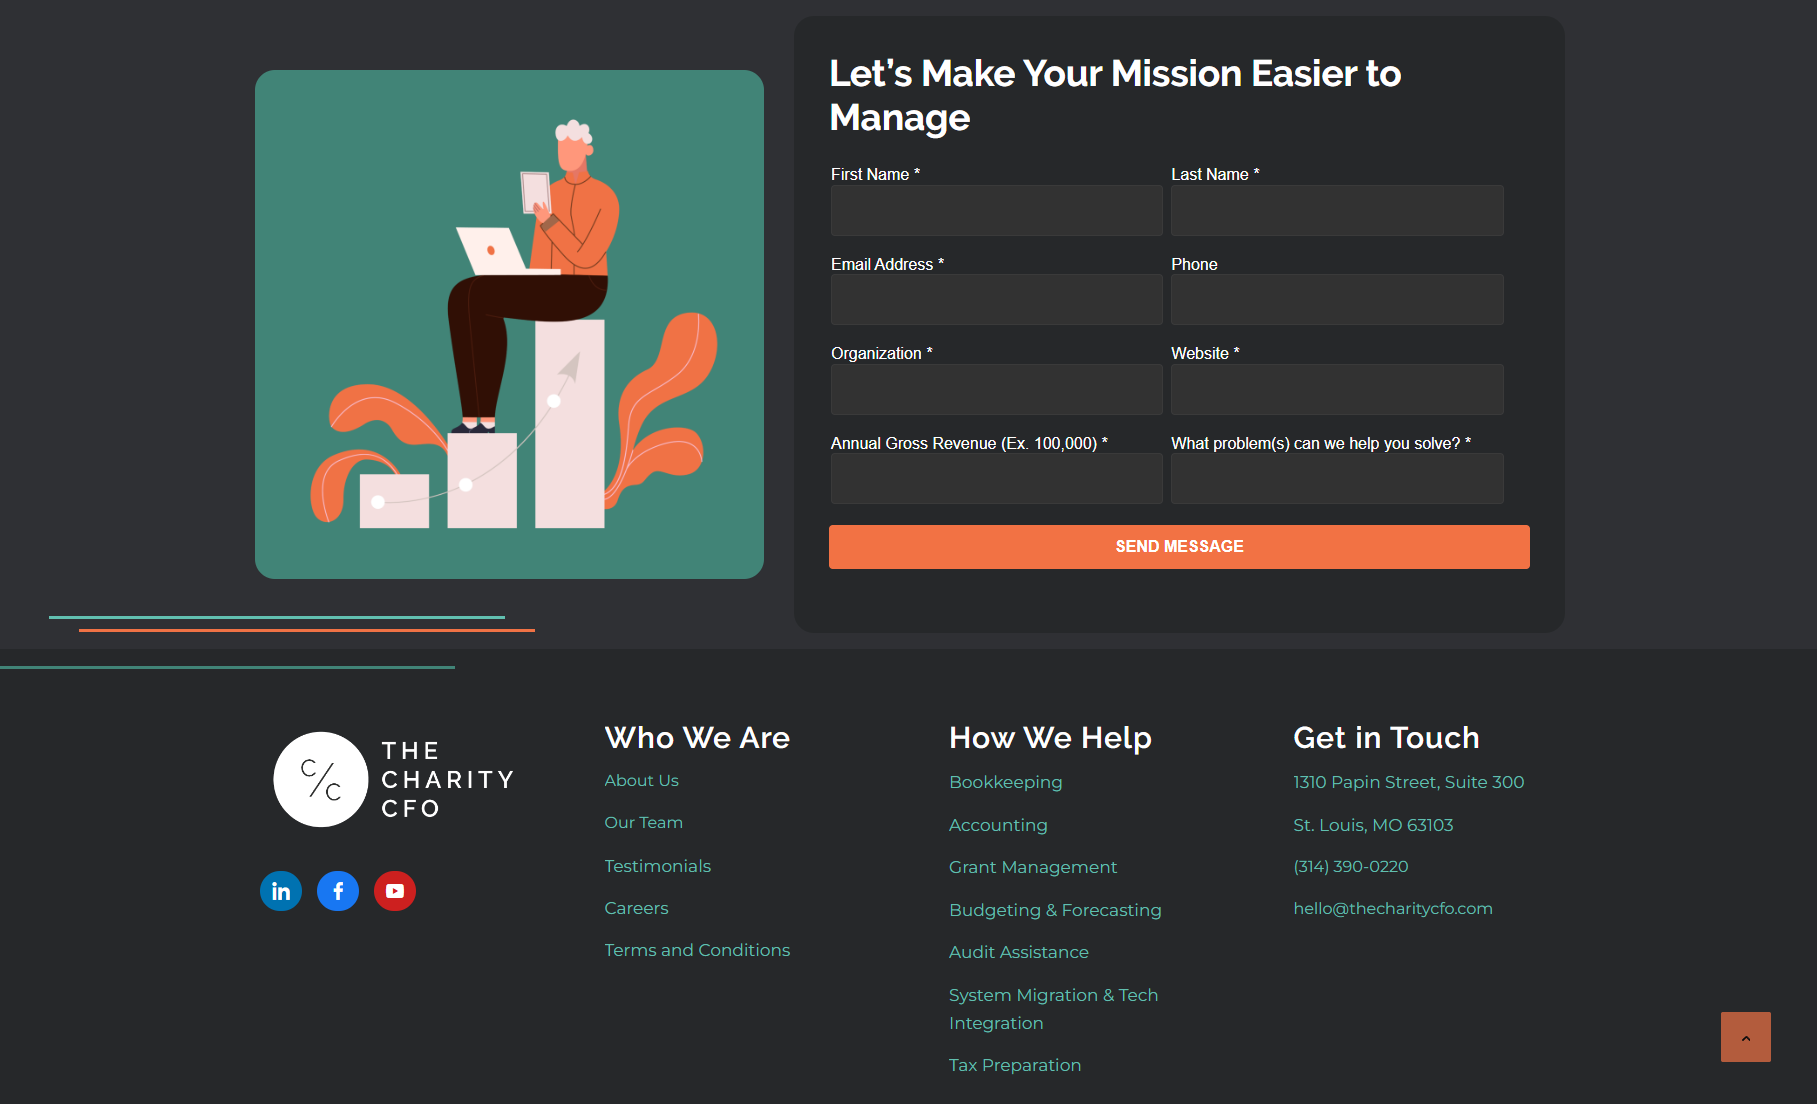 Let’s Make Your Mission Easier to
Manage
First Name *
Last Name *
Email Address *
Phone
Organization *
Website *
Annual Gross Revenue (Ex. 100,000) *
What problem(s) can we help you solve? *
SEND MESSAGE
C/C
THE
CHARITY
CFO
in
f
Who We Are
About Us
Our Team
Testimonials
Careers
Terms and Conditions
How We Help
Bookkeeping
Accounting
Grant Management
Budgeting & Forecasting
Audit Assistance
System Migration & Tech
Integration
Tax Preparation
Get in Touch
1310 Papin Street, Suite 300
St. Louis, MO 63103
(314) 390-0220
hello@thecharitycfo.com